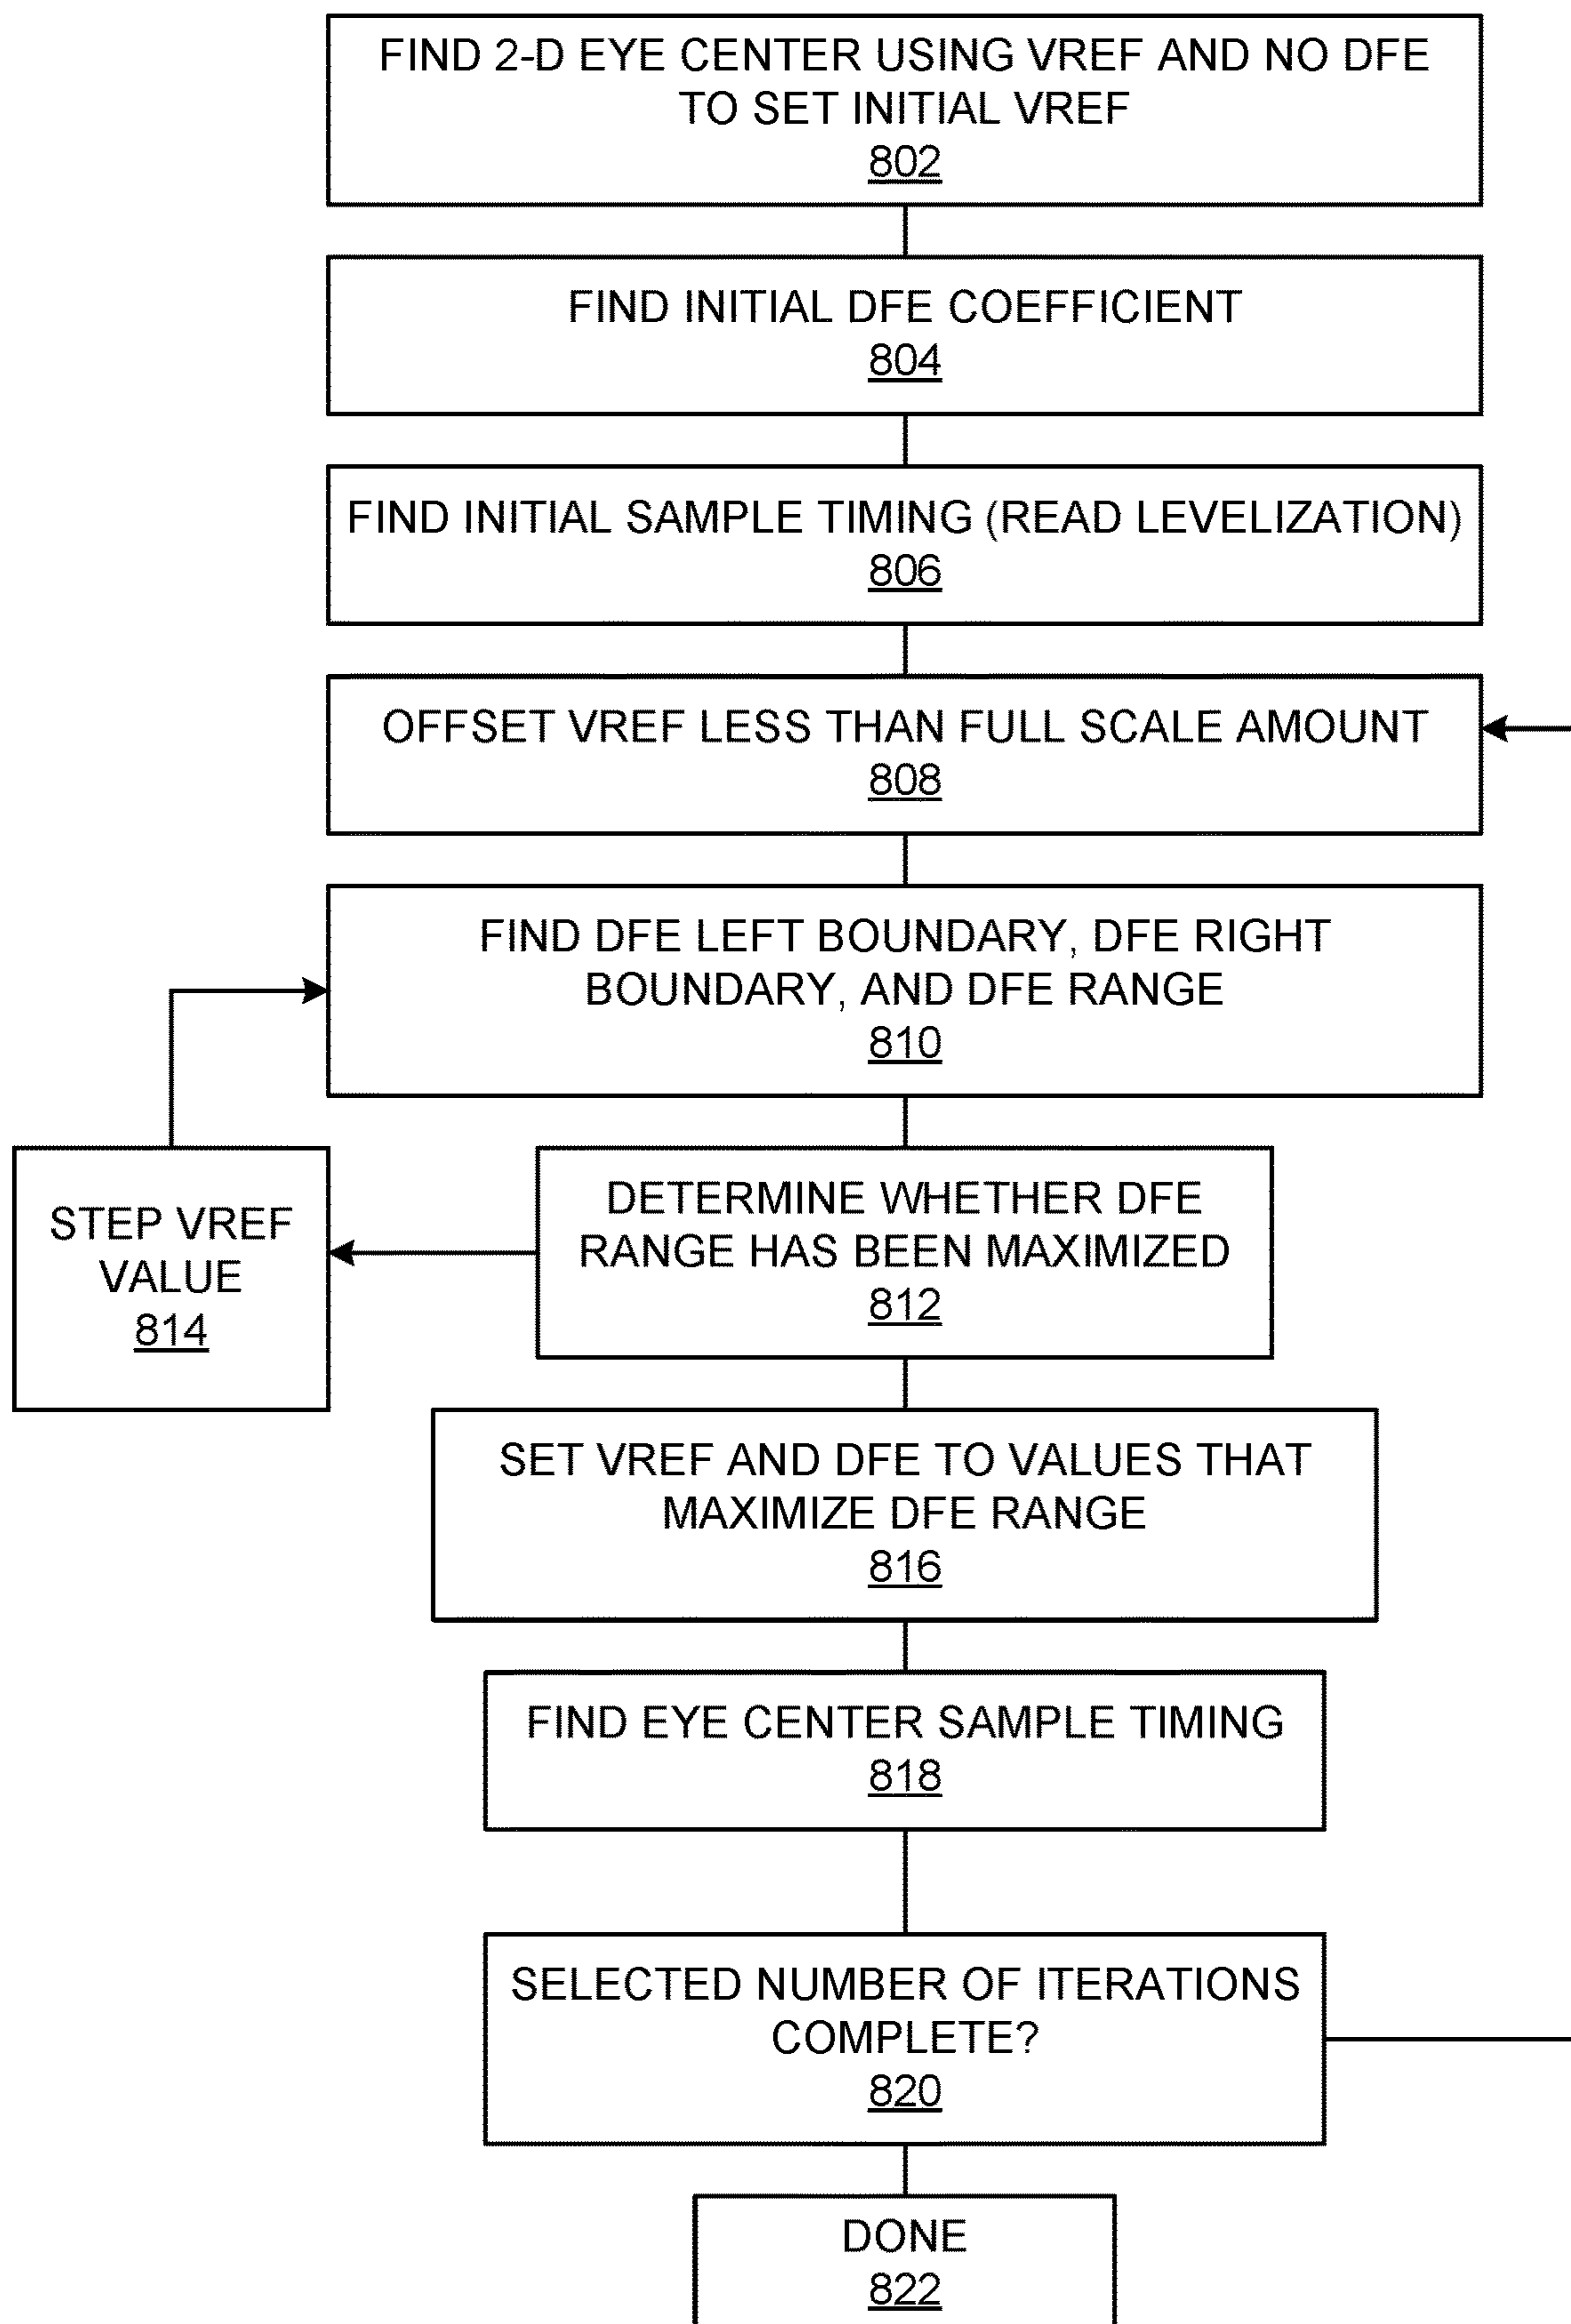 FIND 2-D EYE CENTER USING VREF AND NO DFE
TO SET INITIAL VREF
802
FIND INITIAL DFE COEFFICIENT
804
FIND INITIAL SAMPLE TIMING (READ LEVELIZATION)
806
OFFSET VREF LESS THAN FULL SCALE AMOUNT
808
FIND DFE LEFT BOUNDARY, DFE RIGHT
BOUNDARY, AND DFE RANGE
810
DETERMINE WHETHER DFE
RANGE HAS BEEN MAXIMIZED
812
STEP VREF
VALUE
814
SET VREF AND DFE TO VALUES THAT
MAXIMIZE DFE RANGE
816
FIND EYE CENTER SAMPLE TIMING
818
SELECTED NUMBER OF ITERATIONS
COMPLETE?
820
DONE
822